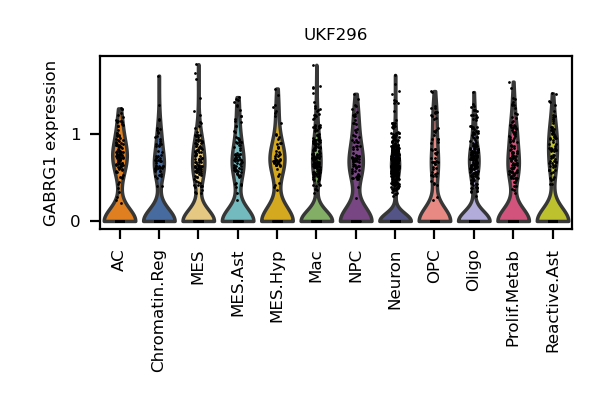 UKF296
GABRG1 expression
1
0
AC
Chromatin.Reg
MES
MES.Ast
MES.Hyp
Mac
NPC
Neuron
OPC
Oligo
Prolif.Metab
Reactive.Ast